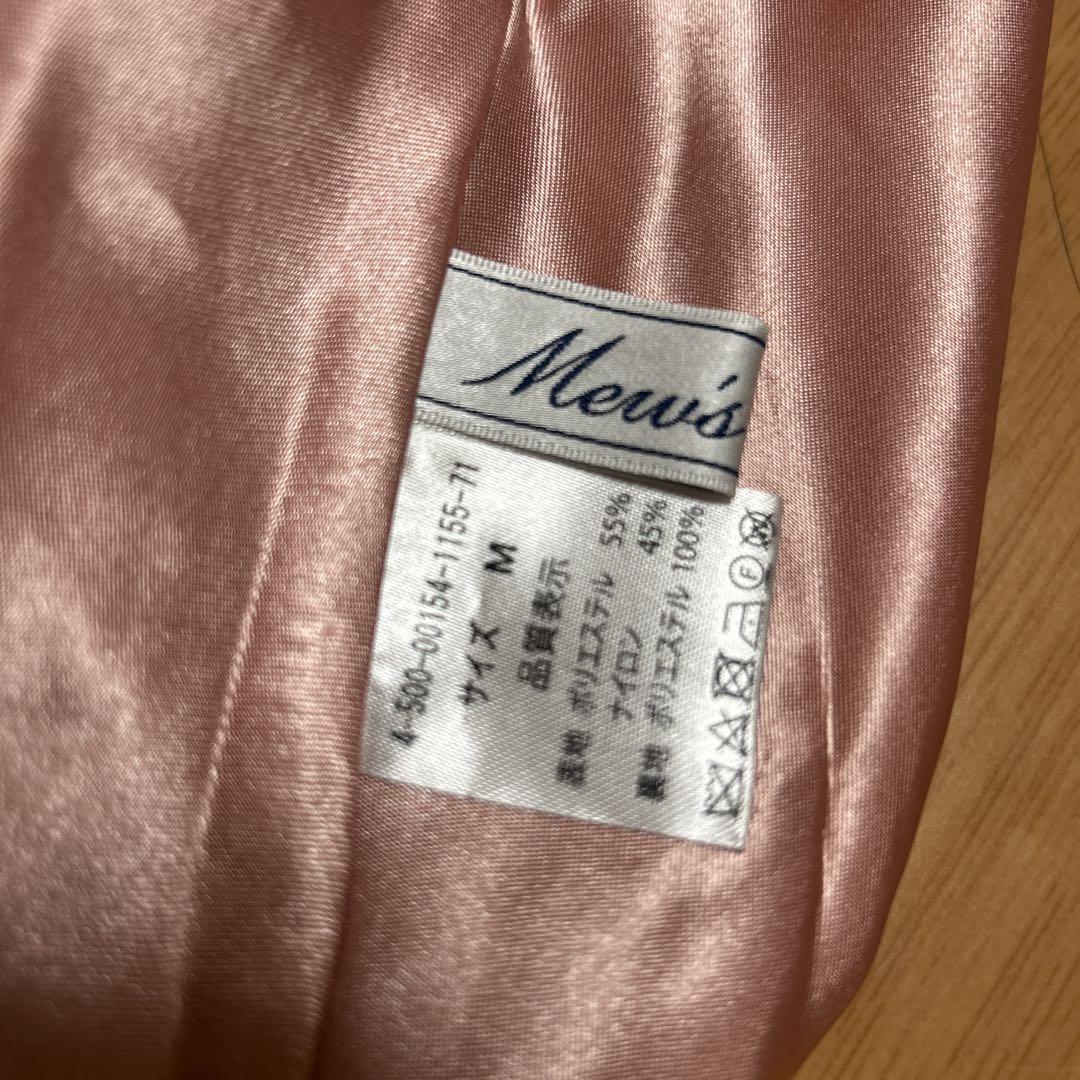 Mew's
4-500-00154-1155-71
サイズ M
品質表示
表地 ポリエステル 55%
ナイロン 45%
裏地 ポリエステル 100%
F